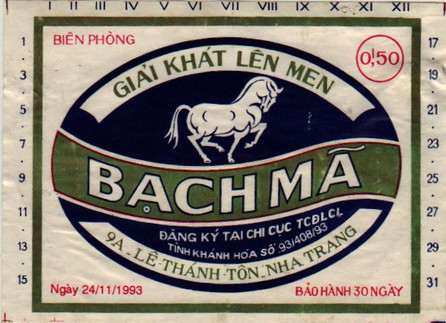 I II III IV V VI VII VIII IX X XI XII
BIÊN PHÒNG
0,50
GIẢI KHÁT LÊN MEN
BẠCH MÃ
ĐĂNG KÝ TẠI CHI CỤC TCĐLCL
TỈNH KHÁNH HÒA SỐ 93/408/93
9A - LÊ - THÁNH - TÔN - NHA TRANG
Ngày 24/11/1993
BẢO HÀNH 30 NGÀY
1
3
5
7
9
11
13
15
17
19
21
23
25
27
29
31